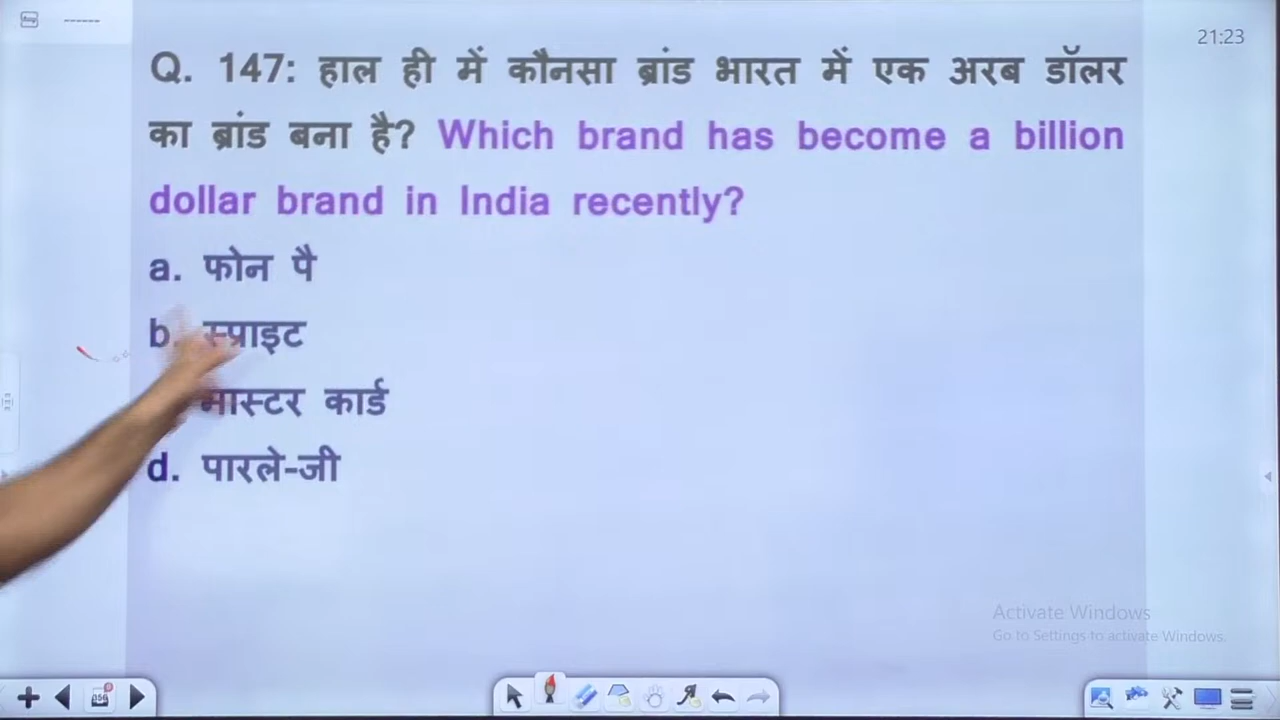 21:23
Q. 147: हाल ही में कौनसा ब्रांड भारत में एक अरब डॉलर
का ब्रांड बना है? Which brand has become a billion
dollar brand in India recently?
a. फोन पै
b. स्प्राइट
मास्टर कार्ड
d. पारले-जी
Activate Windows
Go to Settings to activate Windows.